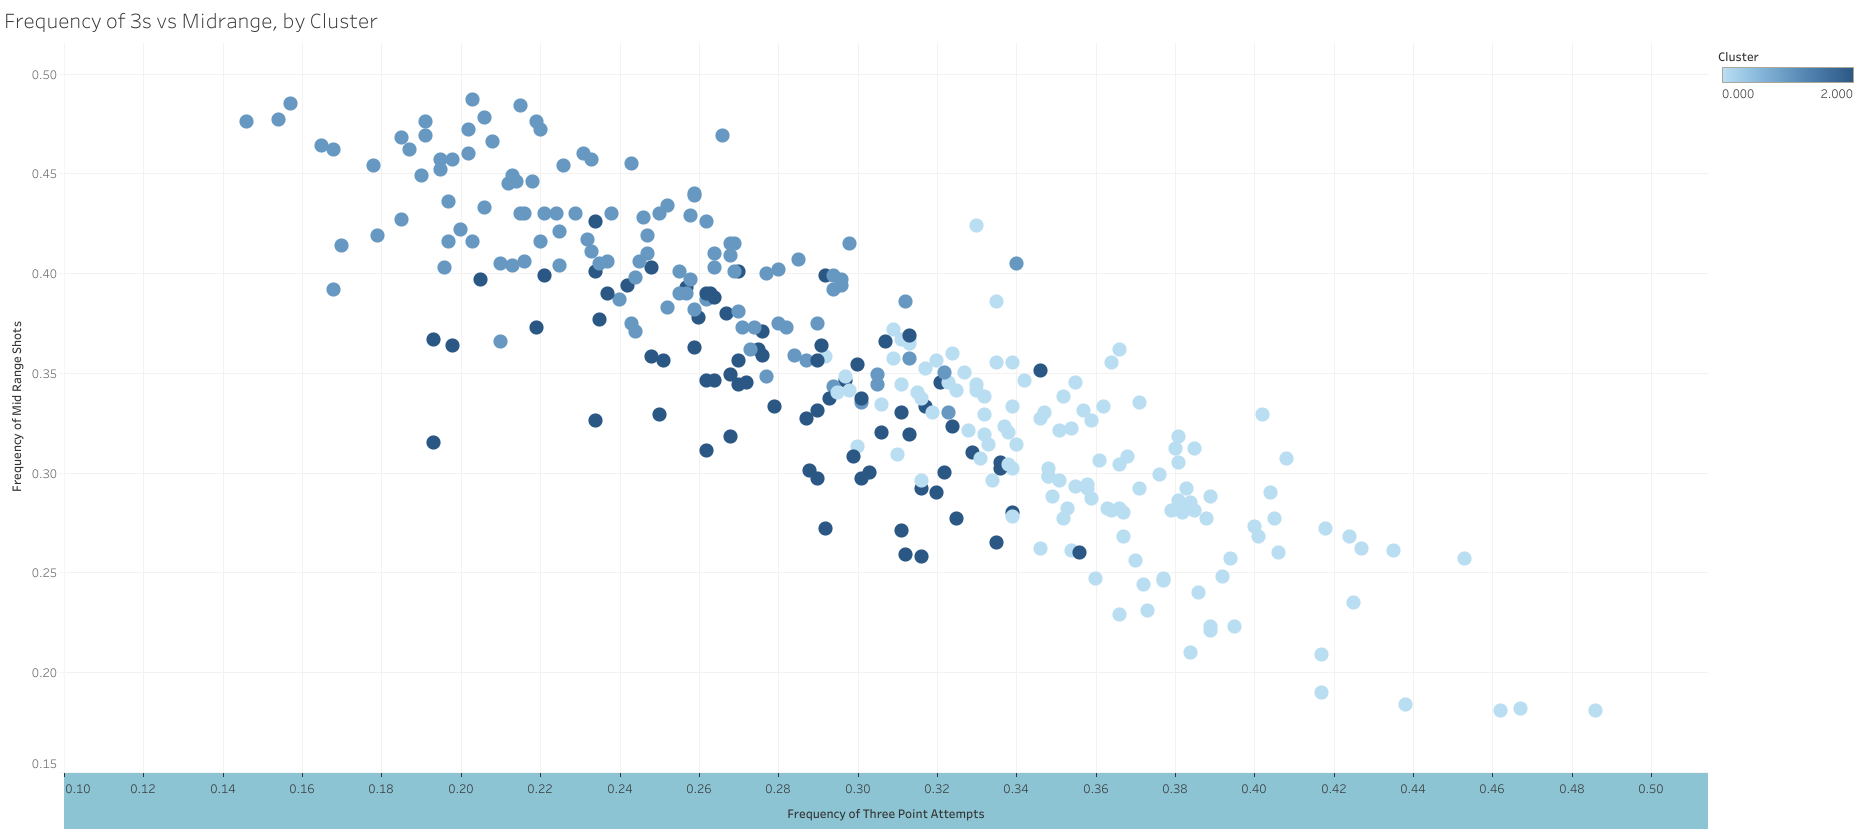 Frequency of 3s vs Midrange, by Cluster
Cluster
0.000 2.000
Frequency of Mid Range Shots
0.50
0.45
0.40
0.35
0.30
0.25
0.20
0.15
0.10 0.12 0.14 0.16 0.18 0.20 0.22 0.24 0.26 0.28 0.30 0.32 0.34 0.36 0.38 0.40 0.42 0.44 0.46 0.48 0.50
Frequency of Three Point Attempts